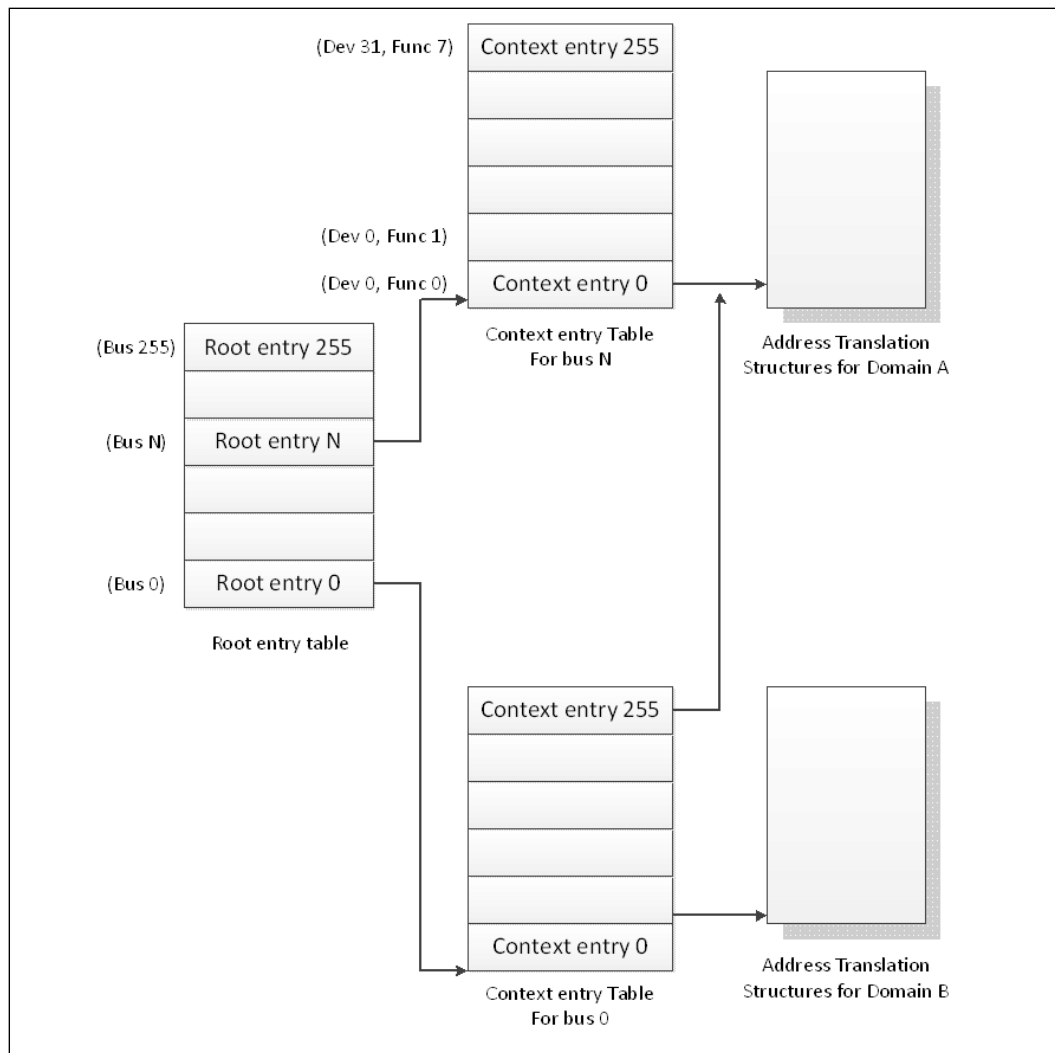 (Dev 31, Func 7)
Context entry 255
(Dev 0, Func 1)
(Dev 0, Func 0)
Context entry 0
Context entry Table
For bus N
Address Translation
Structures for Domain A
(Bus 255)
Root entry 255
(Bus N)
Root entry N
(Bus 0)
Root entry 0
Root entry table
Context entry 255
Context entry 0
Context entry Table
For bus 0
Address Translation
Structures for Domain B